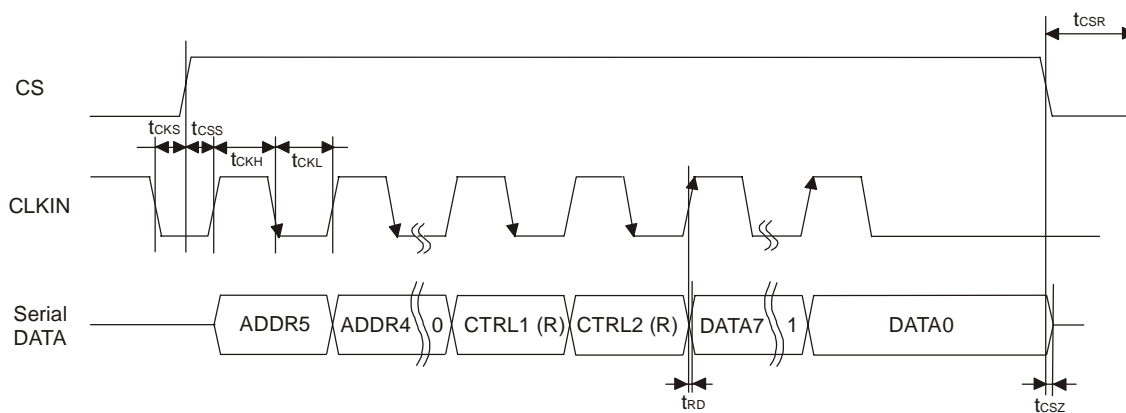 tCSR
CS
tCKS tCSS
tCKH tCKL
CLKIN
Serial
DATA
ADDR5 ADDR4 0 CTRL1 (R) CTRL2 (R) DATA7 1 DATA0
tRD tCSZ